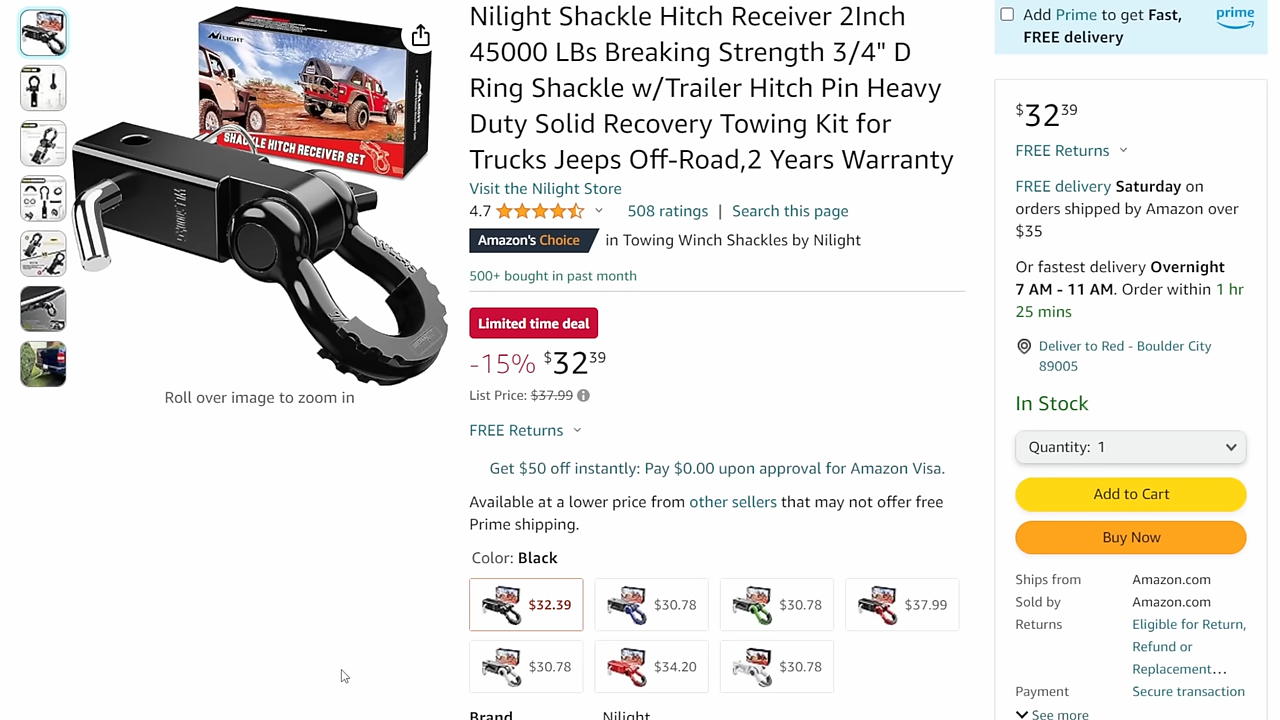 NILIGHT
SHACKLE HITCH RECEIVER SET
Roll over image to zoom in
Nilight Shackle Hitch Receiver 2Inch
45000 LBs Breaking Strength 3/4" D
Ring Shackle w/Trailer Hitch Pin Heavy
Duty Solid Recovery Towing Kit for
Trucks Jeeps Off-Road,2 Years Warranty
Visit the Nilight Store
4.7 508 ratings | Search this page
Amazon's Choice in Towing Winch Shackles by Nilight
500+ bought in past month
Limited time deal
-15% $32 39
List Price: $37.99
FREE Returns
Get $50 off instantly: Pay $0.00 upon approval for Amazon Visa.
Available at a lower price from other sellers that may not offer free
Prime shipping.
Color: Black
$32.39 $30.78 $30.78 $37.99
$30.78 $34.20 $30.78
Brand Nilight
Add Prime to get Fast,
FREE delivery
prime
$32 39
FREE Returns
FREE delivery Saturday on
orders shipped by Amazon over
$35
Or fastest delivery Overnight
7 AM - 11 AM. Order within 1 hr
25 mins
Deliver to Red - Boulder City
89005
In Stock
Quantity: 1
Add to Cart
Buy Now
Ships from Amazon.com
Sold by Amazon.com
Returns Eligible for Return,
Refund or
Replacement…
Payment Secure transaction
See more